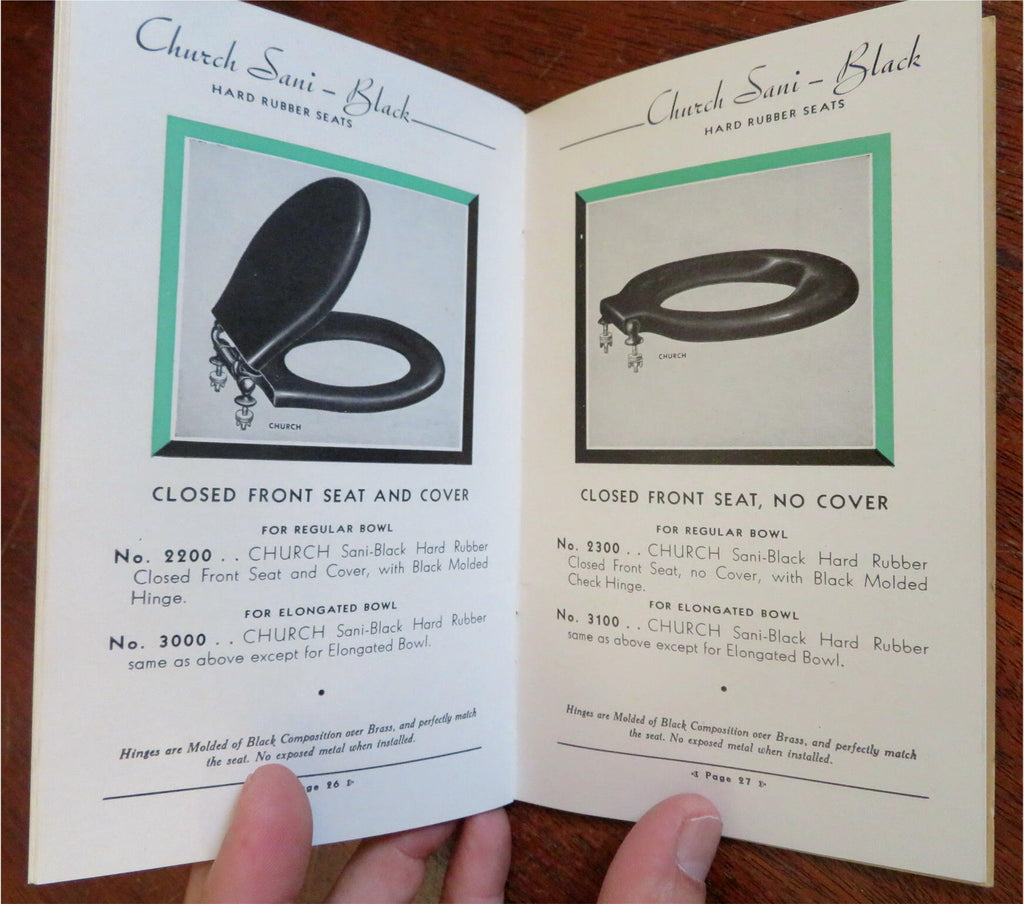 Church Sani-Black
HARD RUBBER SEATS
CHURCH
CLOSED FRONT SEAT AND COVER
FOR REGULAR BOWL
No. 2200 . . CHURCH Sani-Black Hard Rubber
Closed Front Seat and Cover, with Black Molded
Hinge.
FOR ELONGATED BOWL
No. 3000 . . CHURCH Sani-Black Hard Rubber
same as above except for Elongated Bowl.
Hinges are Molded of Black Composition over Brass, and perfectly match
the seat. No exposed metal when installed.
26
Church Sani-Black
HARD RUBBER SEATS
CHURCH
CLOSED FRONT SEAT, NO COVER
FOR REGULAR BOWL
No. 2300 . . CHURCH Sani-Black Hard Rubber
Closed Front Seat, no Cover, with Black Molded
Check Hinge.
FOR ELONGATED BOWL
No. 3100 . . CHURCH Sani-Black Hard Rubber
same as above except for Elongated Bowl.
Hinges are Molded of Black Composition over Brass, and perfectly match
the seat. No exposed metal when installed.
Page 27